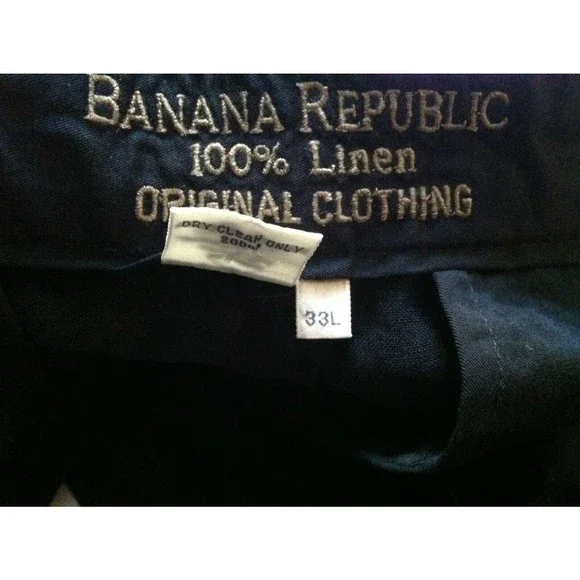 BANANA REPUBLIC
100% Linen
ORIGINAL CLOTHING
DRY CLEAN ONLY
33L